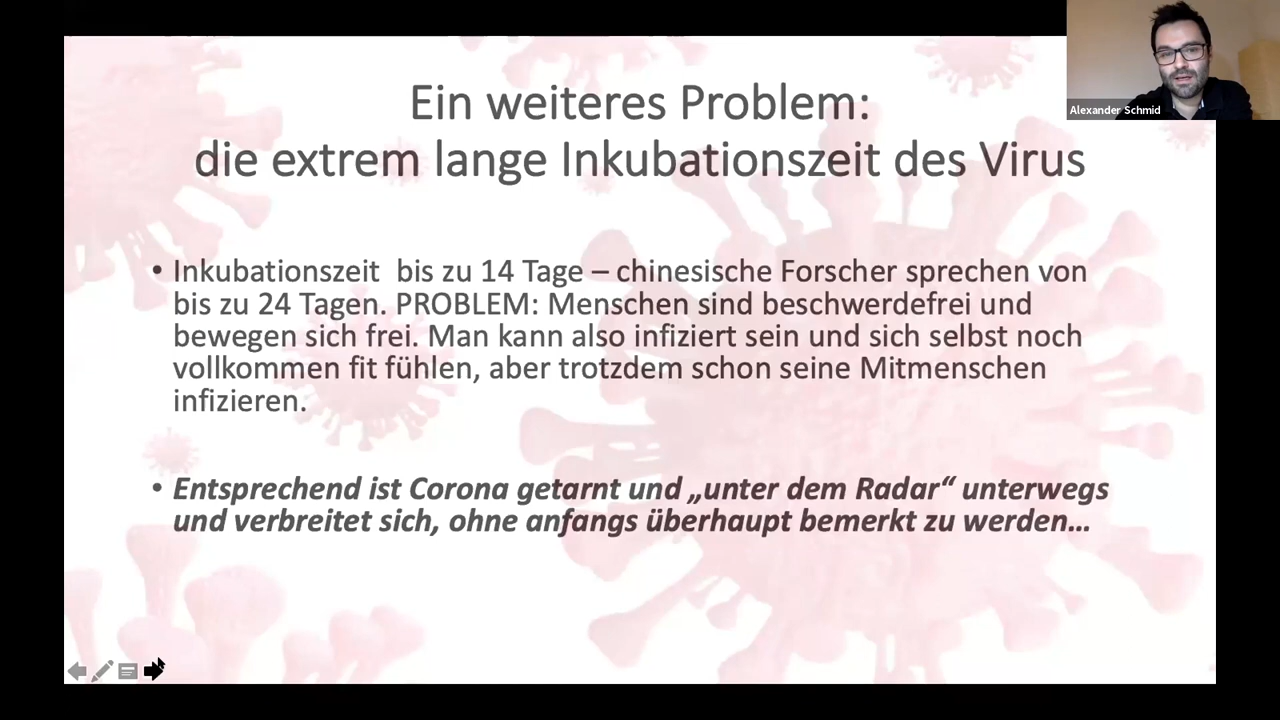 Ein weiteres Problem:
die extrem lange Inkubationszeit des Virus
• Inkubationszeit bis zu 14 Tage – chinesische Forscher sprechen von
bis zu 24 Tagen. PROBLEM: Menschen sind beschwerdefrei und
bewegen sich frei. Man kann also infiziert sein und sich selbst noch
vollkommen fit fühlen, aber trotzdem schon seine Mitmenschen
infizieren.
• Entsprechend ist Corona getarnt und „unter dem Radar“ unterwegs
und verbreitet sich, ohne anfangs überhaupt bemerkt zu werden…
Alexander Schmid